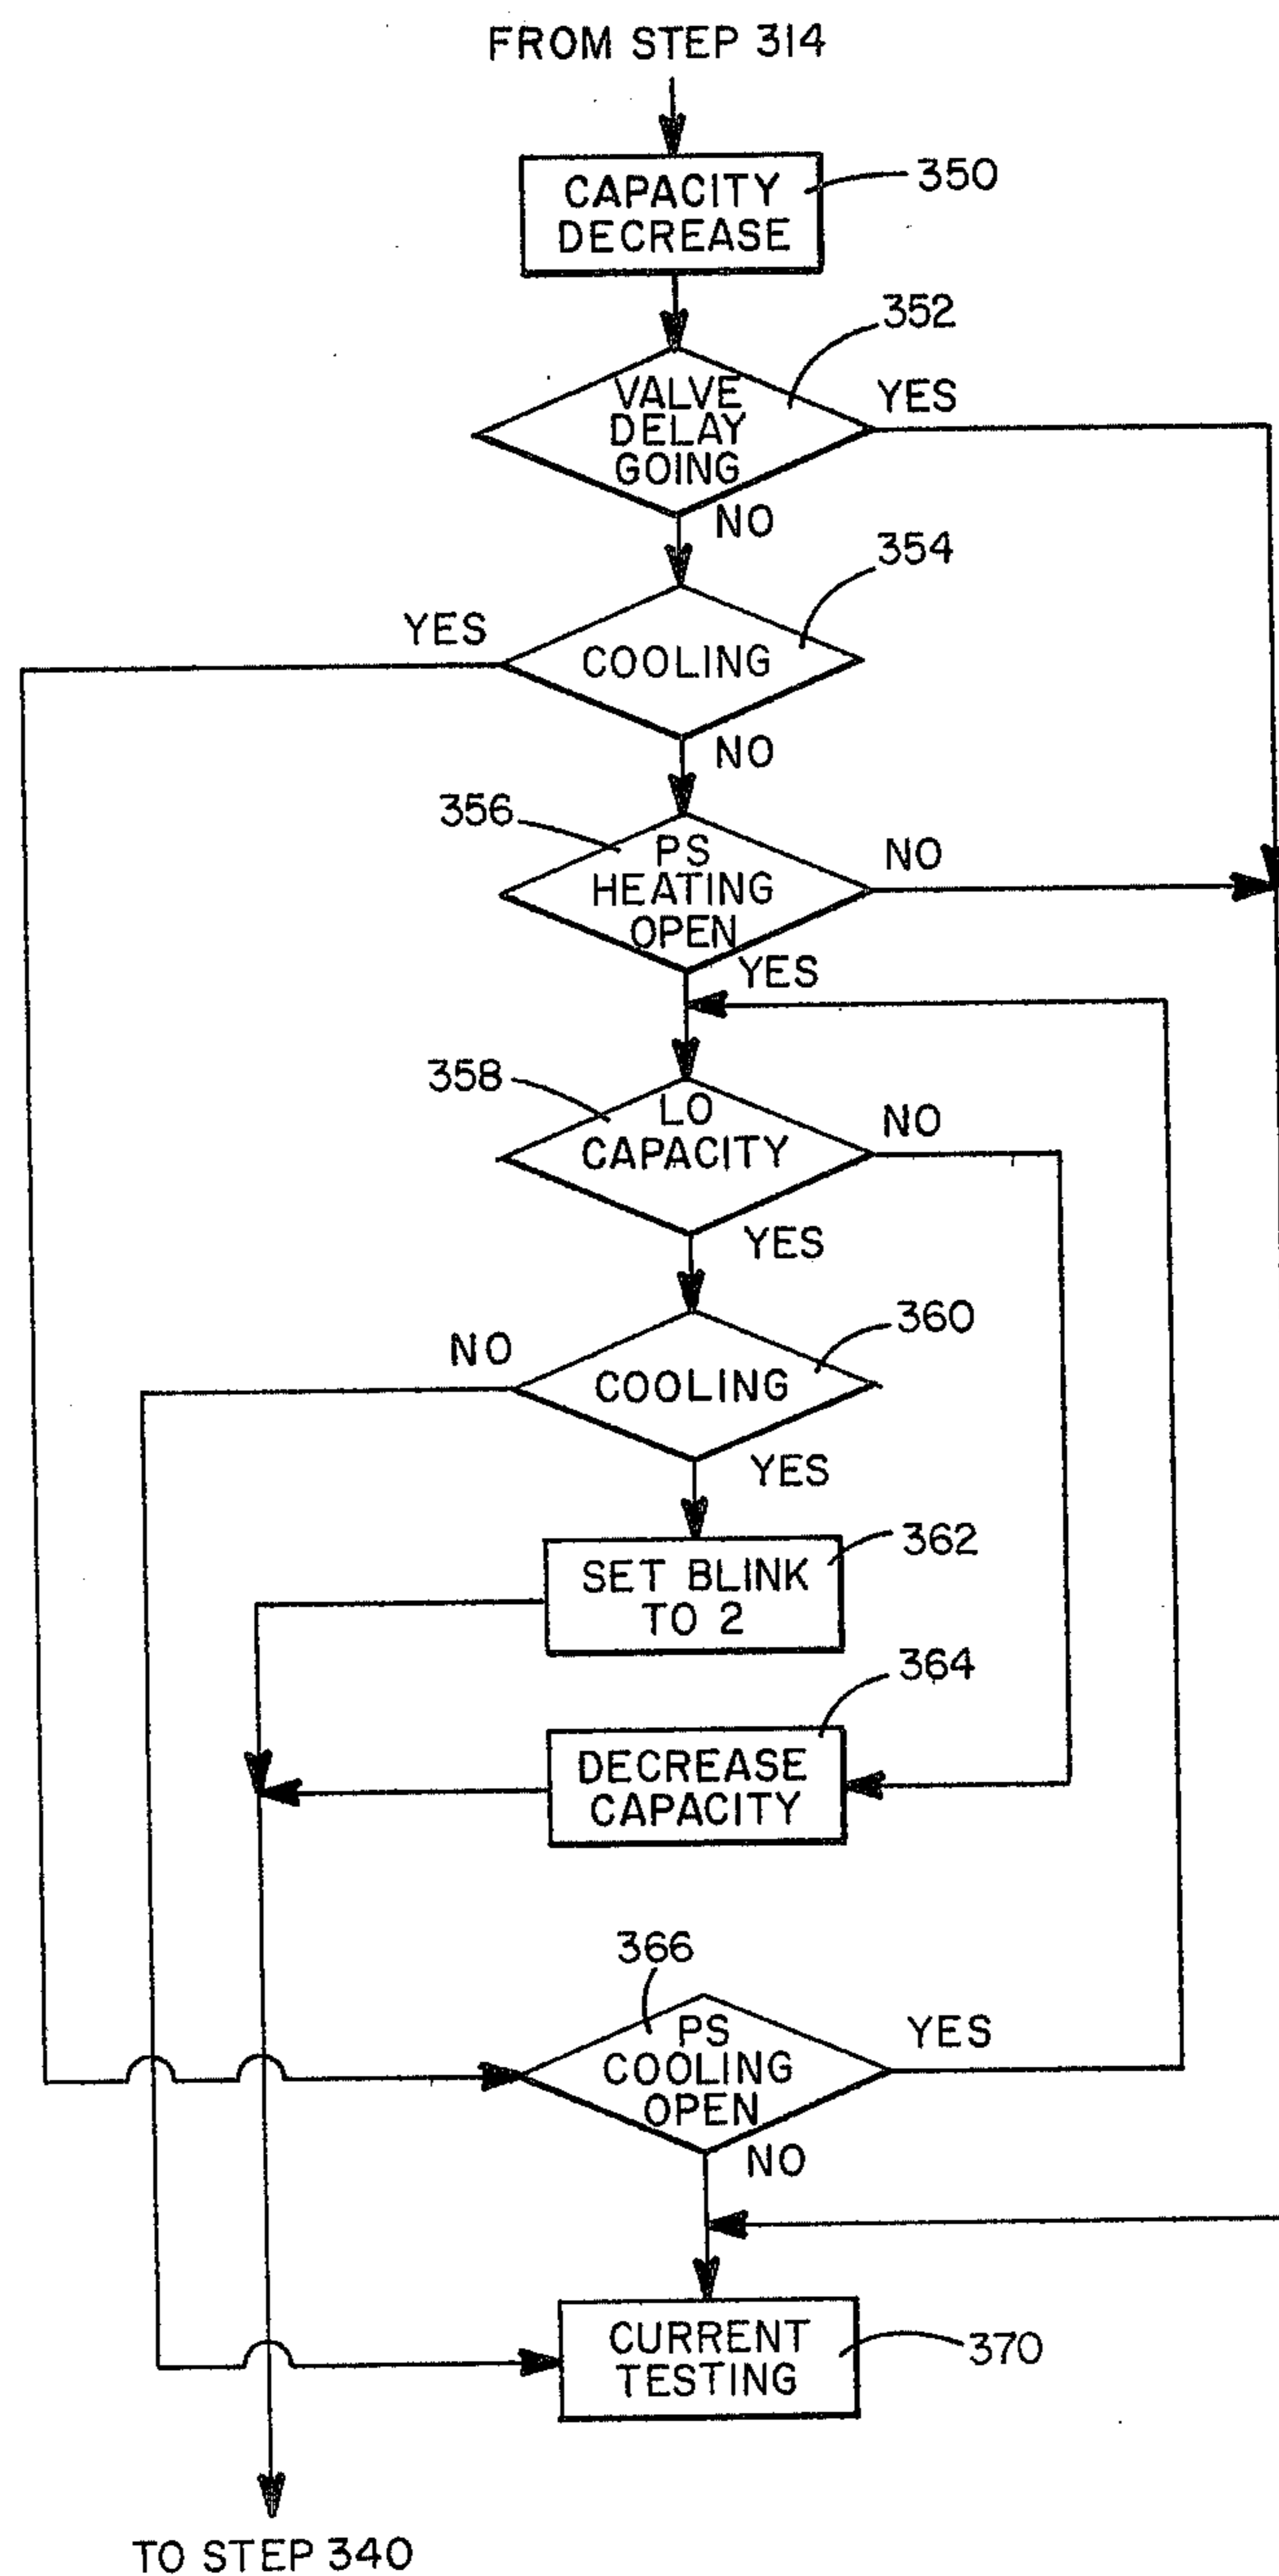 FROM STEP 314
CAPACITY
DECREASE
350
352
VALVE
DELAY
GOING
YES
NO
354
YES
COOLING
NO
356
PS
HEATING
OPEN
NO
YES
358
LO
CAPACITY
NO
YES
360
NO
COOLING
YES
362
SET BLINK
TO 2
364
DECREASE
CAPACITY
366
PS
COOLING
OPEN
YES
NO
CURRENT
TESTING
370
TO STEP 340